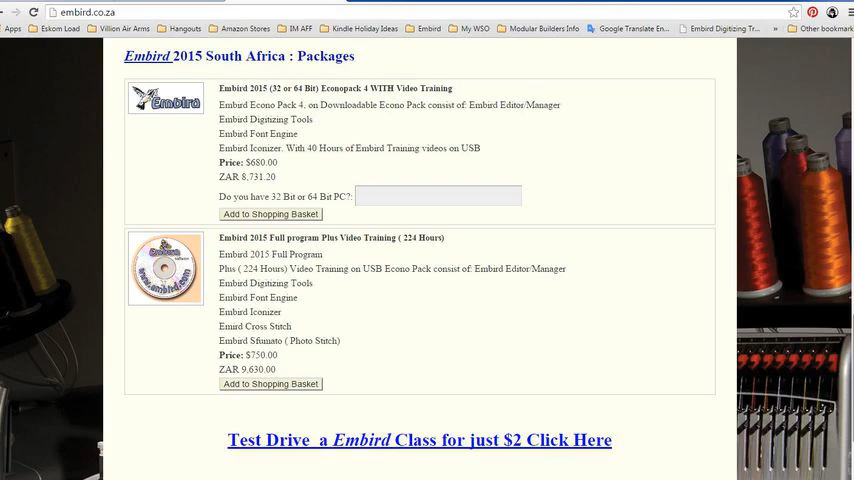 embird.co.za
Apps Eskom Load Villion Air Arms Hangouts Amazon Stores IM AFF Kindle Holiday Ideas Embird My WSO Modular Builders Info Google Translate En... Embird Digitizing Tr... » Other bookmark
Embird 2015 South Africa : Packages
Embird
Embird 2015 (32 or 64 Bit) Econopack 4 WITH Video Training
Embird Econo Pack 4. on Downloadable Econo Pack consist of: Embird Editor/Manager
Embird Digitizing Tools
Embird Font Engine
Embird Iconizer. With 40 Hours of Embird Training videos on USB
Price: $680.00
ZAR 8,731.20
Do you have 32 Bit or 64 Bit PC?:
Add to Shopping Basket
Embird
www.embird.com
Embird 2015 Full program Plus Video Training ( 224 Hours)
Embird 2015 Full Program
Plus ( 224 Hours) Video Training on USB Econo Pack consist of: Embird Editor/Manager
Embird Digitizing Tools
Embird Font Engine
Embird Iconizer
Emird Cross Stitch
Embird Sfumato ( Photo Stitch)
Price: $750.00
ZAR 9,630.00
Add to Shopping Basket
Test Drive a Embird Class for just $2 Click Here